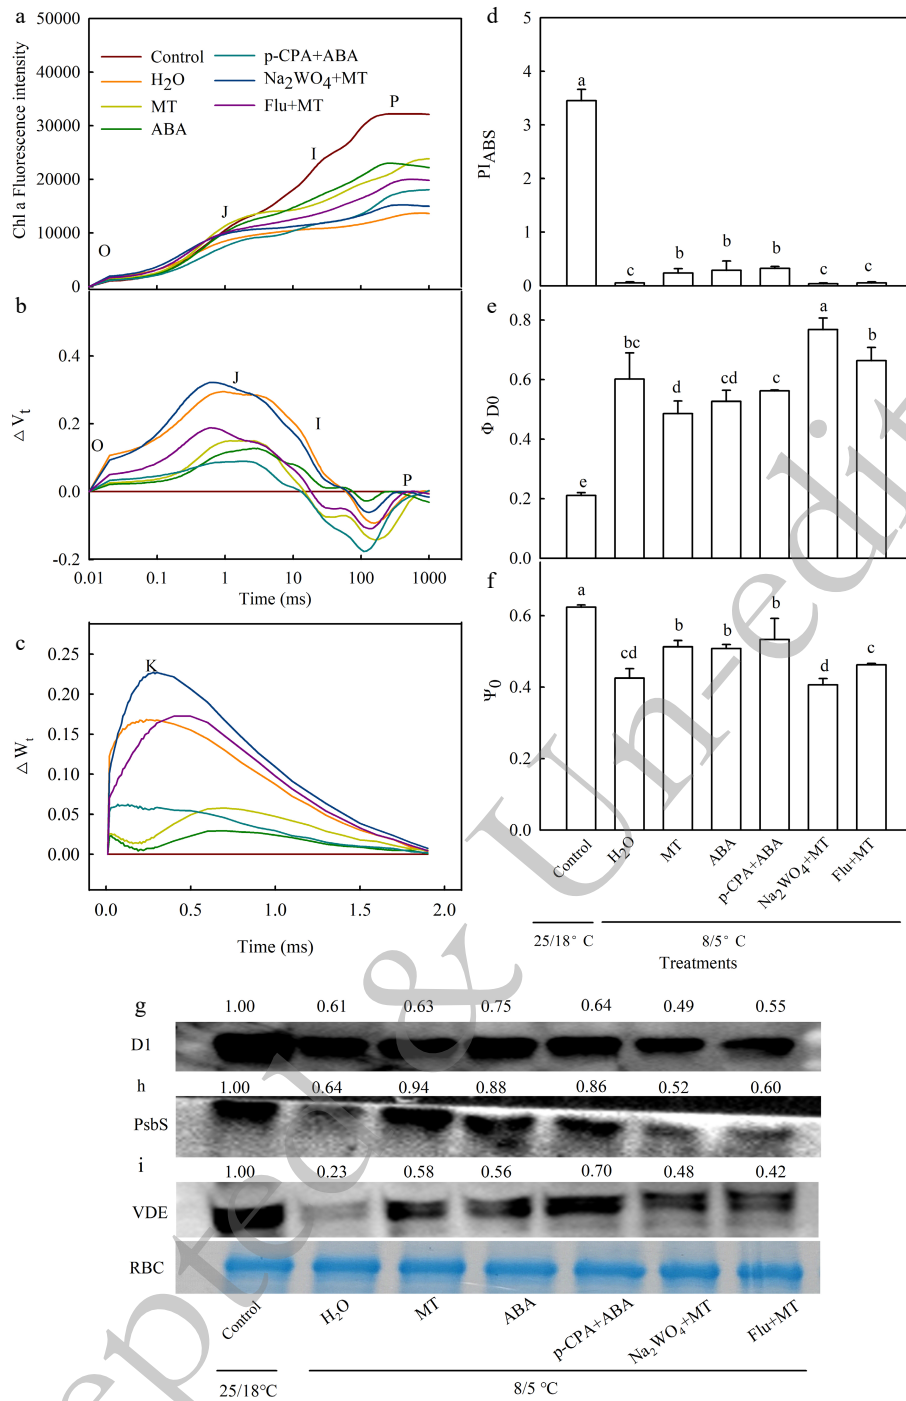 a
Chl a Fluorescence intensity
50000
40000
30000
20000
10000
0
Control
H2O
MT
ABA
p-CPA+ABA
Na2WO4+MT
Flu+MT
O
J
I
P
b
△ Vt
0.4
0.2
0.0
-0.2
O
J
I
P
0.01 0.1 1 10 100 1000
Time (ms)
c
△ Wt
0.25
0.20
0.15
0.10
0.05
0.00
K
0.0 0.5 1.0 1.5 2.0
Time (ms)
d
PIABS
5
4
3
2
1
0
a c b b b c c
e
ΦD0
0.8
0.6
0.4
0.2
0.0
e bc d cd c a b
f
Ψ0
0.6
0.4
0.2
0.0
a cd b b b d c
Control H2O MT ABA p-CPA+ABA Na2WO4+MT Flu+MT
25/18° C 8/5° C
Treatments
g 1.00 0.61 0.63 0.75 0.64 0.49 0.55
D1
h 1.00 0.64 0.94 0.88 0.86 0.52 0.60
PsbS
i 1.00 0.23 0.58 0.56 0.70 0.48 0.42
VDE
RBC
Control H2O MT ABA p-CPA+ABA Na2WO4+MT Flu+MT
25/18°C 8/5 °C
epted & Un-edit